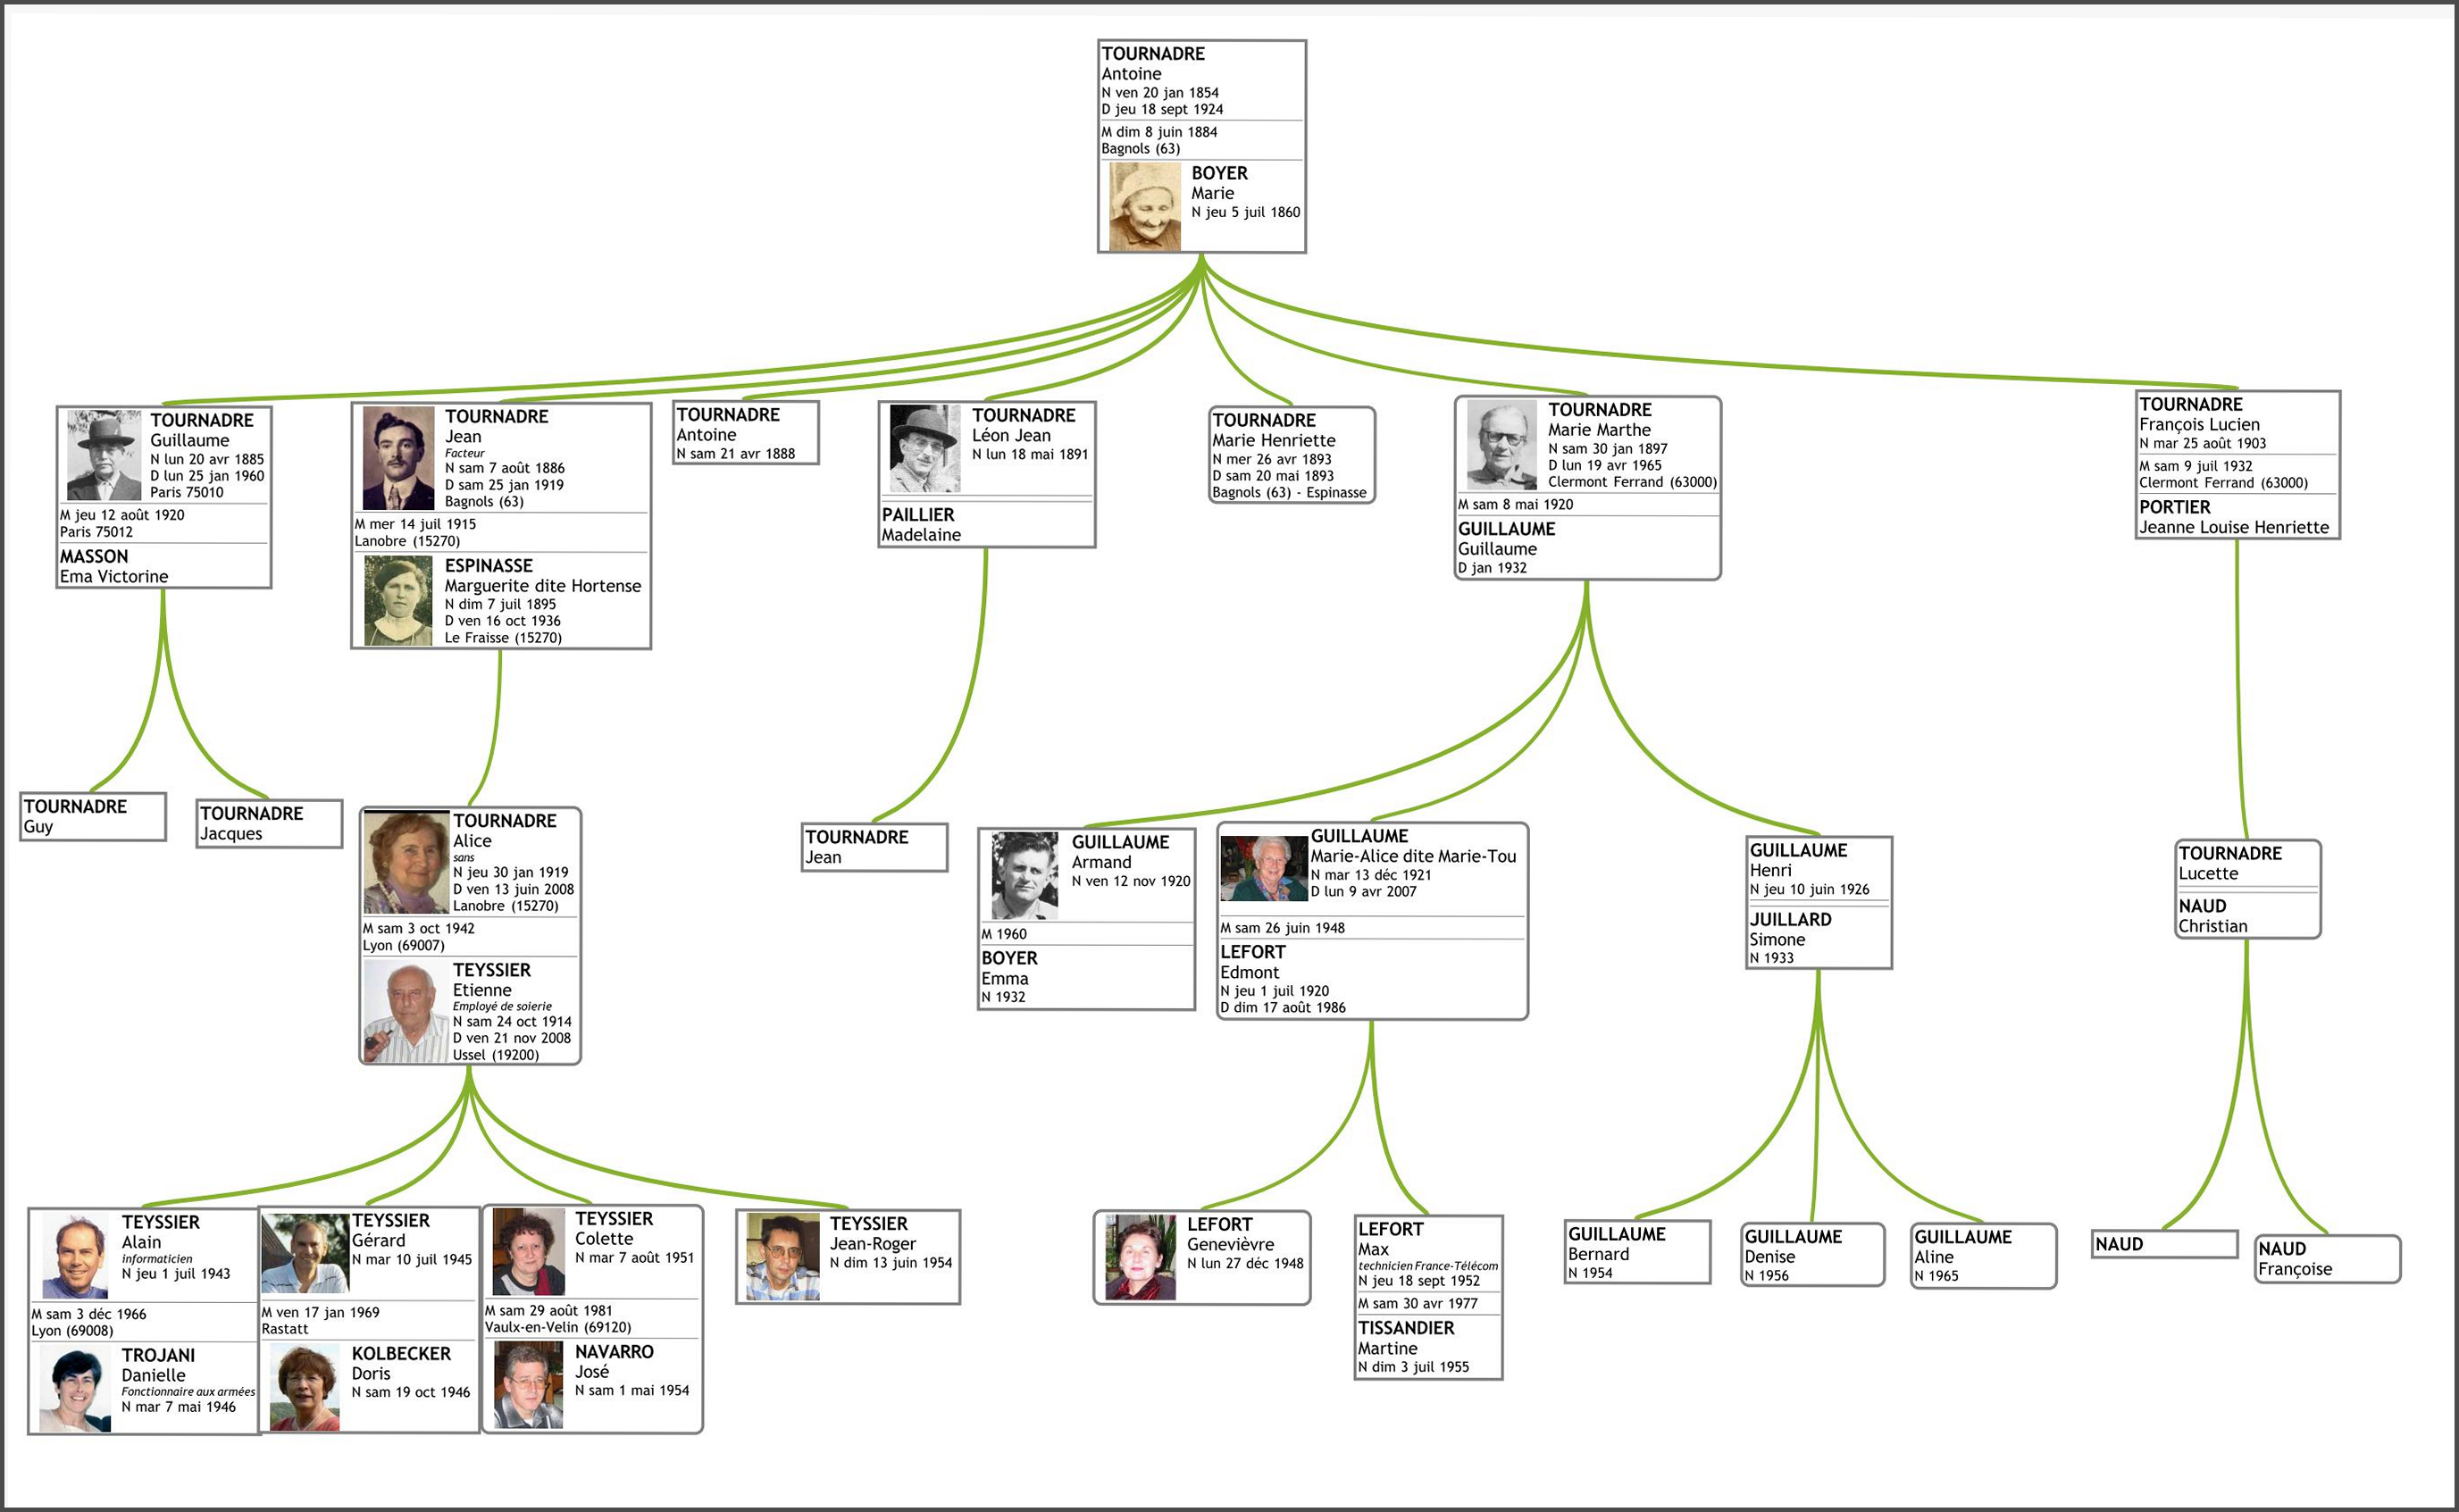 TOURNADRE
Antoine
N ven 20 jan 1854
D jeu 18 sept 1924
M dim 8 juin 1884
Bagnols (63)
BOYER
Marie
N jeu 5 juil 1860
TOURNADRE
Guillaume
N lun 20 avr 1885
D lun 25 jan 1960
Paris 75010
M jeu 12 août 1920
Paris 75012
MASSON
Ema Victorine
TOURNADRE
Jean
Facteur
N sam 7 août 1886
D sam 25 jan 1919
Bagnols (63)
M mer 14 juil 1915
Lanobre (15270)
ESPINASSE
Marguerite dite Hortense
N dim 7 juil 1895
D ven 16 oct 1936
Le Fraisse (15270)
TOURNADRE
Antoine
N sam 21 avr 1888
TOURNADRE
Léon Jean
N lun 18 mai 1891
PAILLIER
Madelaine
TOURNADRE
Marie Henriette
N mer 26 avr 1893
D sam 20 mai 1893
Bagnols (63) - Espinasse
TOURNADRE
Marie Marthe
N sam 30 jan 1897
D lun 19 avr 1965
Clermont Ferrand (63000)
M sam 8 mai 1920
GUILLAUME
Guillaume
D jan 1932
TOURNADRE
François Lucien
N mar 25 août 1903
M sam 9 juil 1932
Clermont Ferrand (63000)
PORTIER
Jeanne Louise Henriette
TOURNADRE
Guy
TOURNADRE
Jacques
TOURNADRE
Alice
sans
N jeu 30 jan 1919
D ven 13 juin 2008
Lanobre (15270)
M sam 3 oct 1942
Lyon (69007)
TEYSSIER
Etienne
Employé de soierie
N sam 24 oct 1914
D ven 21 nov 2008
Ussel (19200)
TOURNADRE
Jean
GUILLAUME
Armand
N ven 12 nov 1920
M 1960
BOYER
Emma
N 1932
GUILLAUME
Marie-Alice dite Marie-Tou
N mar 13 déc 1921
D lun 9 avr 2007
M sam 26 juin 1948
LEFORT
Edmont
N jeu 1 juil 1920
D dim 17 août 1986
GUILLAUME
Henri
N jeu 10 juin 1926
JUILLARD
Simone
N 1933
TOURNADRE
Lucette
NAUD
Christian
TEYSSIER
Alain
informaticien
N jeu 1 juil 1943
M sam 3 déc 1966
Lyon (69008)
TROJANI
Danielle
Fonctionnaire aux armées
N mar 7 mai 1946
TEYSSIER
Gérard
N mar 10 juil 1945
M ven 17 jan 1969
Rastatt
KOLBECKER
Doris
N sam 19 oct 1946
TEYSSIER
Colette
N mar 7 août 1951
M sam 29 août 1981
Vaulx-en-Velin (69120)
NAVARRO
José
N sam 1 mai 1954
TEYSSIER
Jean-Roger
N dim 13 juin 1954
LEFORT
Genevièvre
N lun 27 déc 1948
LEFORT
Max
technicien France-Télécom
N jeu 18 sept 1952
M sam 30 avr 1977
TISSANDIER
Martine
N dim 3 juil 1955
GUILLAUME
Bernard
N 1954
GUILLAUME
Denise
N 1956
GUILLAUME
Aline
N 1965
NAUD
NAUD
Françoise